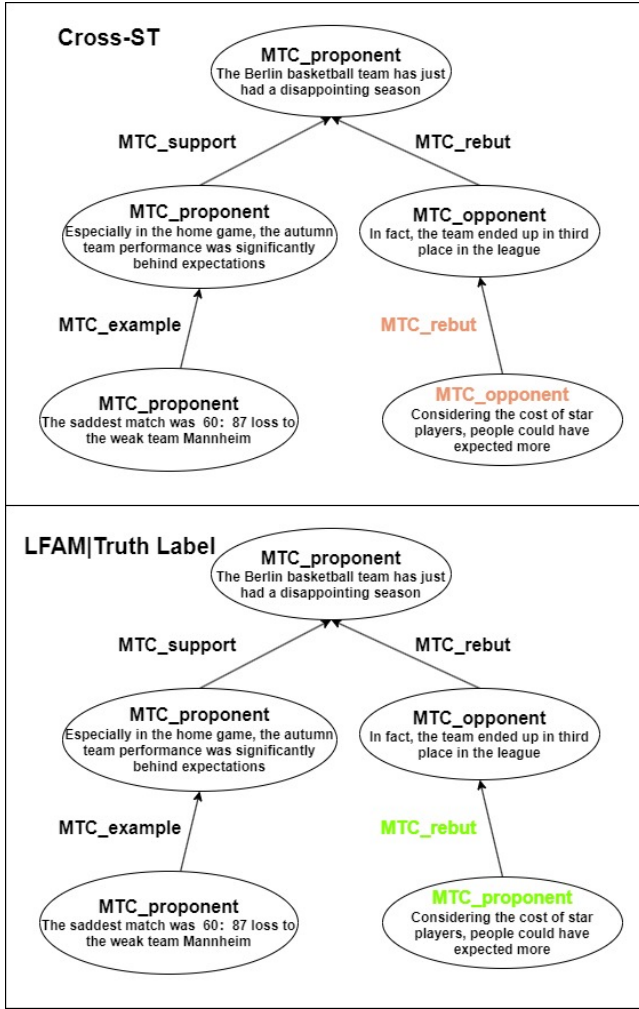 Cross-ST
MTC_proponent
The Berlin basketball team has just
had a disappointing season
MTC_support
MTC_rebut
MTC_proponent
Especially in the home game, the autumn
team performance was significantly
behind expectations
MTC_opponent
In fact, the team ended up in third
place in the league
MTC_example
MTC_rebut
MTC_proponent
The saddest match was 60: 87 loss to
the weak team Mannheim
MTC_opponent
Considering the cost of star
players, people could have
expected more
LFAM|Truth Label
MTC_proponent
The Berlin basketball team has just
had a disappointing season
MTC_support
MTC_rebut
MTC_proponent
Especially in the home game, the autumn
team performance was significantly
behind expectations
MTC_opponent
In fact, the team ended up in third
place in the league
MTC_example
MTC_rebut
MTC_proponent
The saddest match was 60: 87 loss to
the weak team Mannheim
MTC_proponent
Considering the cost of star
players, people could have
expected more